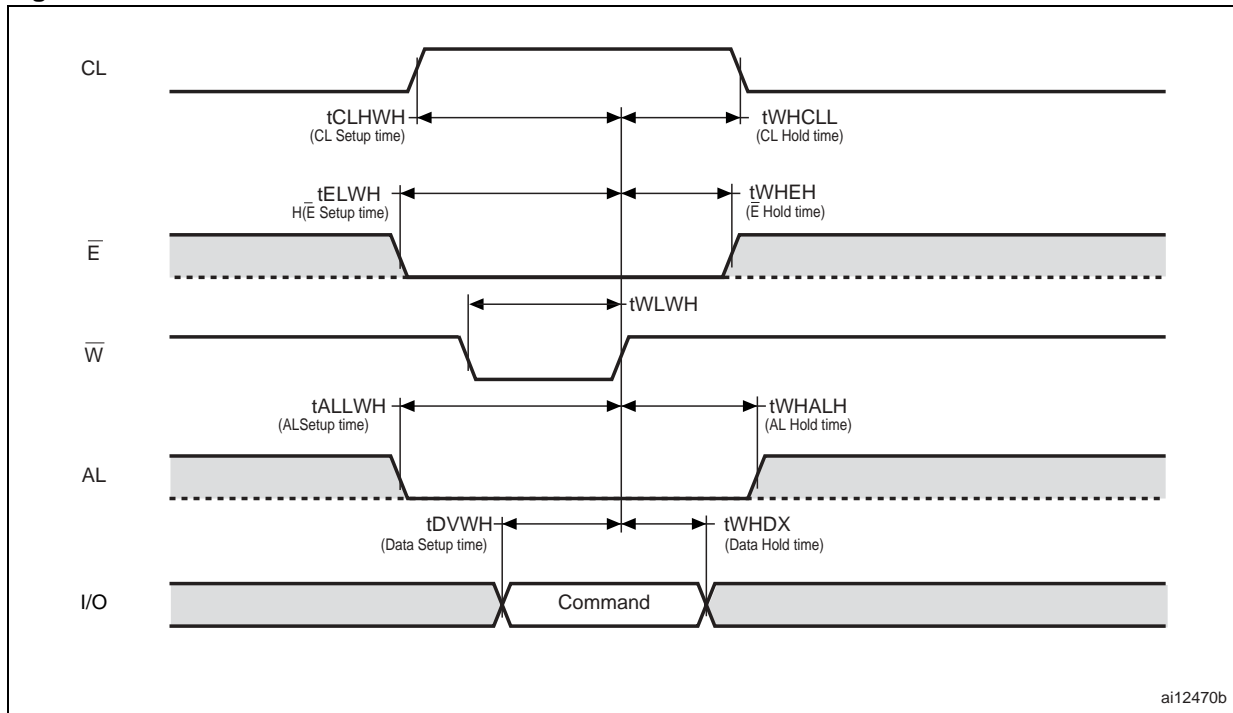 CL
tCLHWH
(CL Setup time)
tWHCLL
(CL Hold time)
tELWH
H(E̅ Setup time)
tWHEH
(E̅ Hold time)
E̅
tWLWH
W̅
tALLWH
(ALSetup time)
tWHALH
(AL Hold time)
AL
tDVWH
(Data Setup time)
tWHDX
(Data Hold time)
I/O
Command
ai12470b